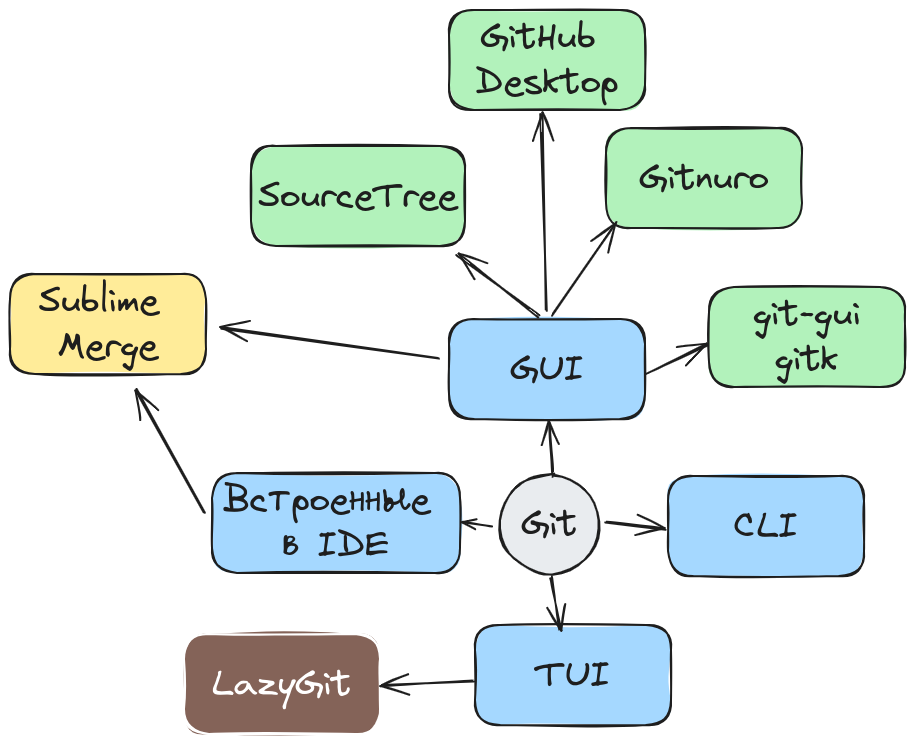 GitHub
Desktop
SourceTree
Gitnuro
Sublime
Merge
git-gui
gitk
GUI
Встроенные
в IDE
Git
CLI
LazyGit
TUI